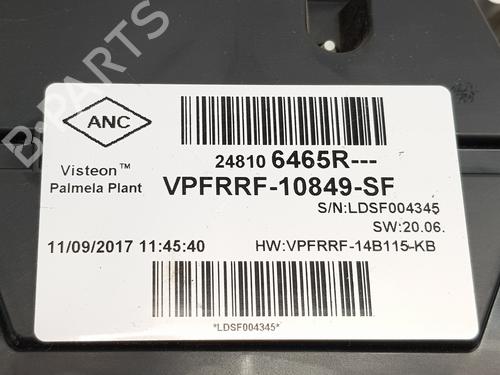 B-PARTS
ANC
24810 6465R---
Visteon™
Palmela Plant
VPFRRF-10849-SF
S/N:LDSF004345
SW:20.06.
11/09/2017 11:45:40
HW:VPFRRF-14B115-KB
*LDSF004345*